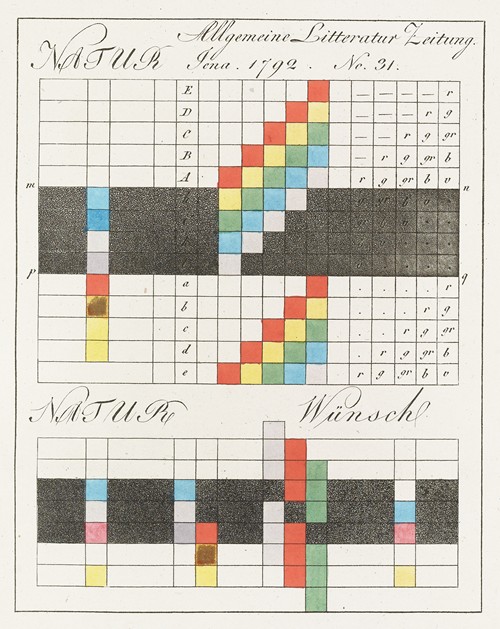 Allgemeine Litteratur Zeitung.
NATUR Jena. 1792. No. 31.
E — — — — r
D — — — r g
C — — r g gr
B — r g gr b
A r g gr b v
m n
p q
a . . . . r
b . . . r g
c . . r g gr
d . r g gr b
e r g gr b v
NATUR Wünsch